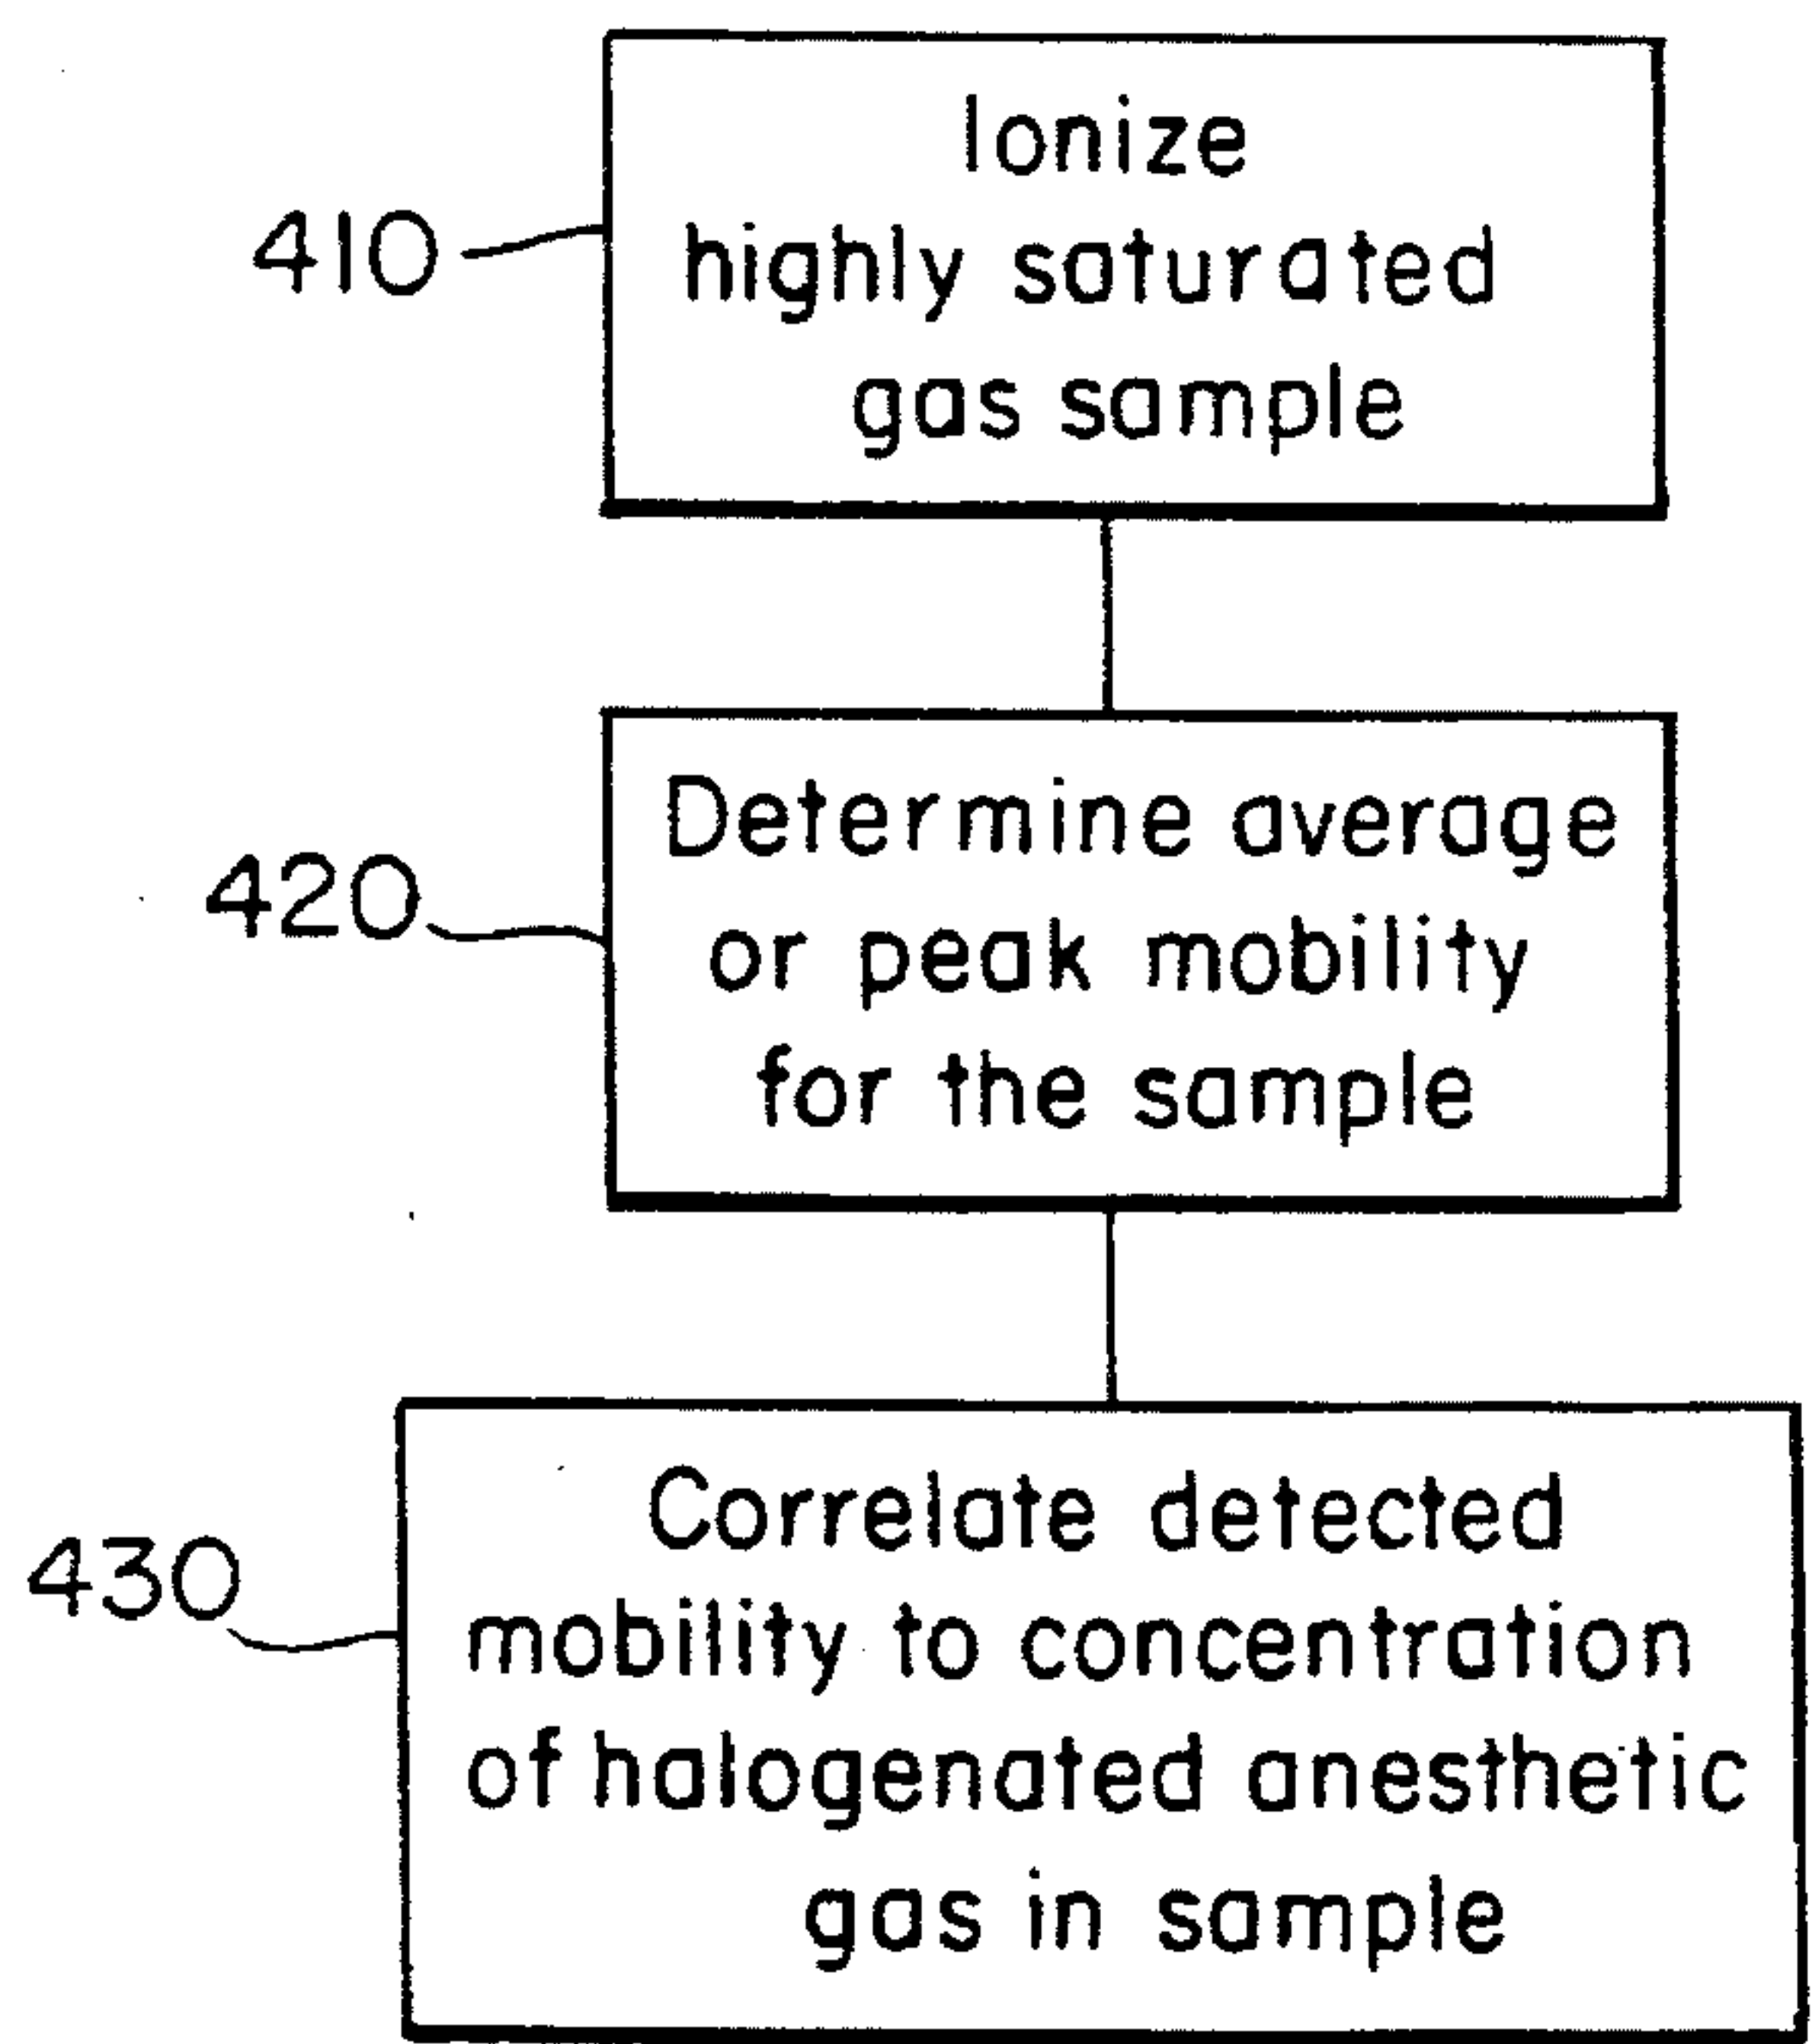 410
Ionize
highly saturated
gas sample
420
Determine average
or peak mobility
for the sample
430
Correlate detected
mobility to concentration
of halogenated anesthetic
gas in sample